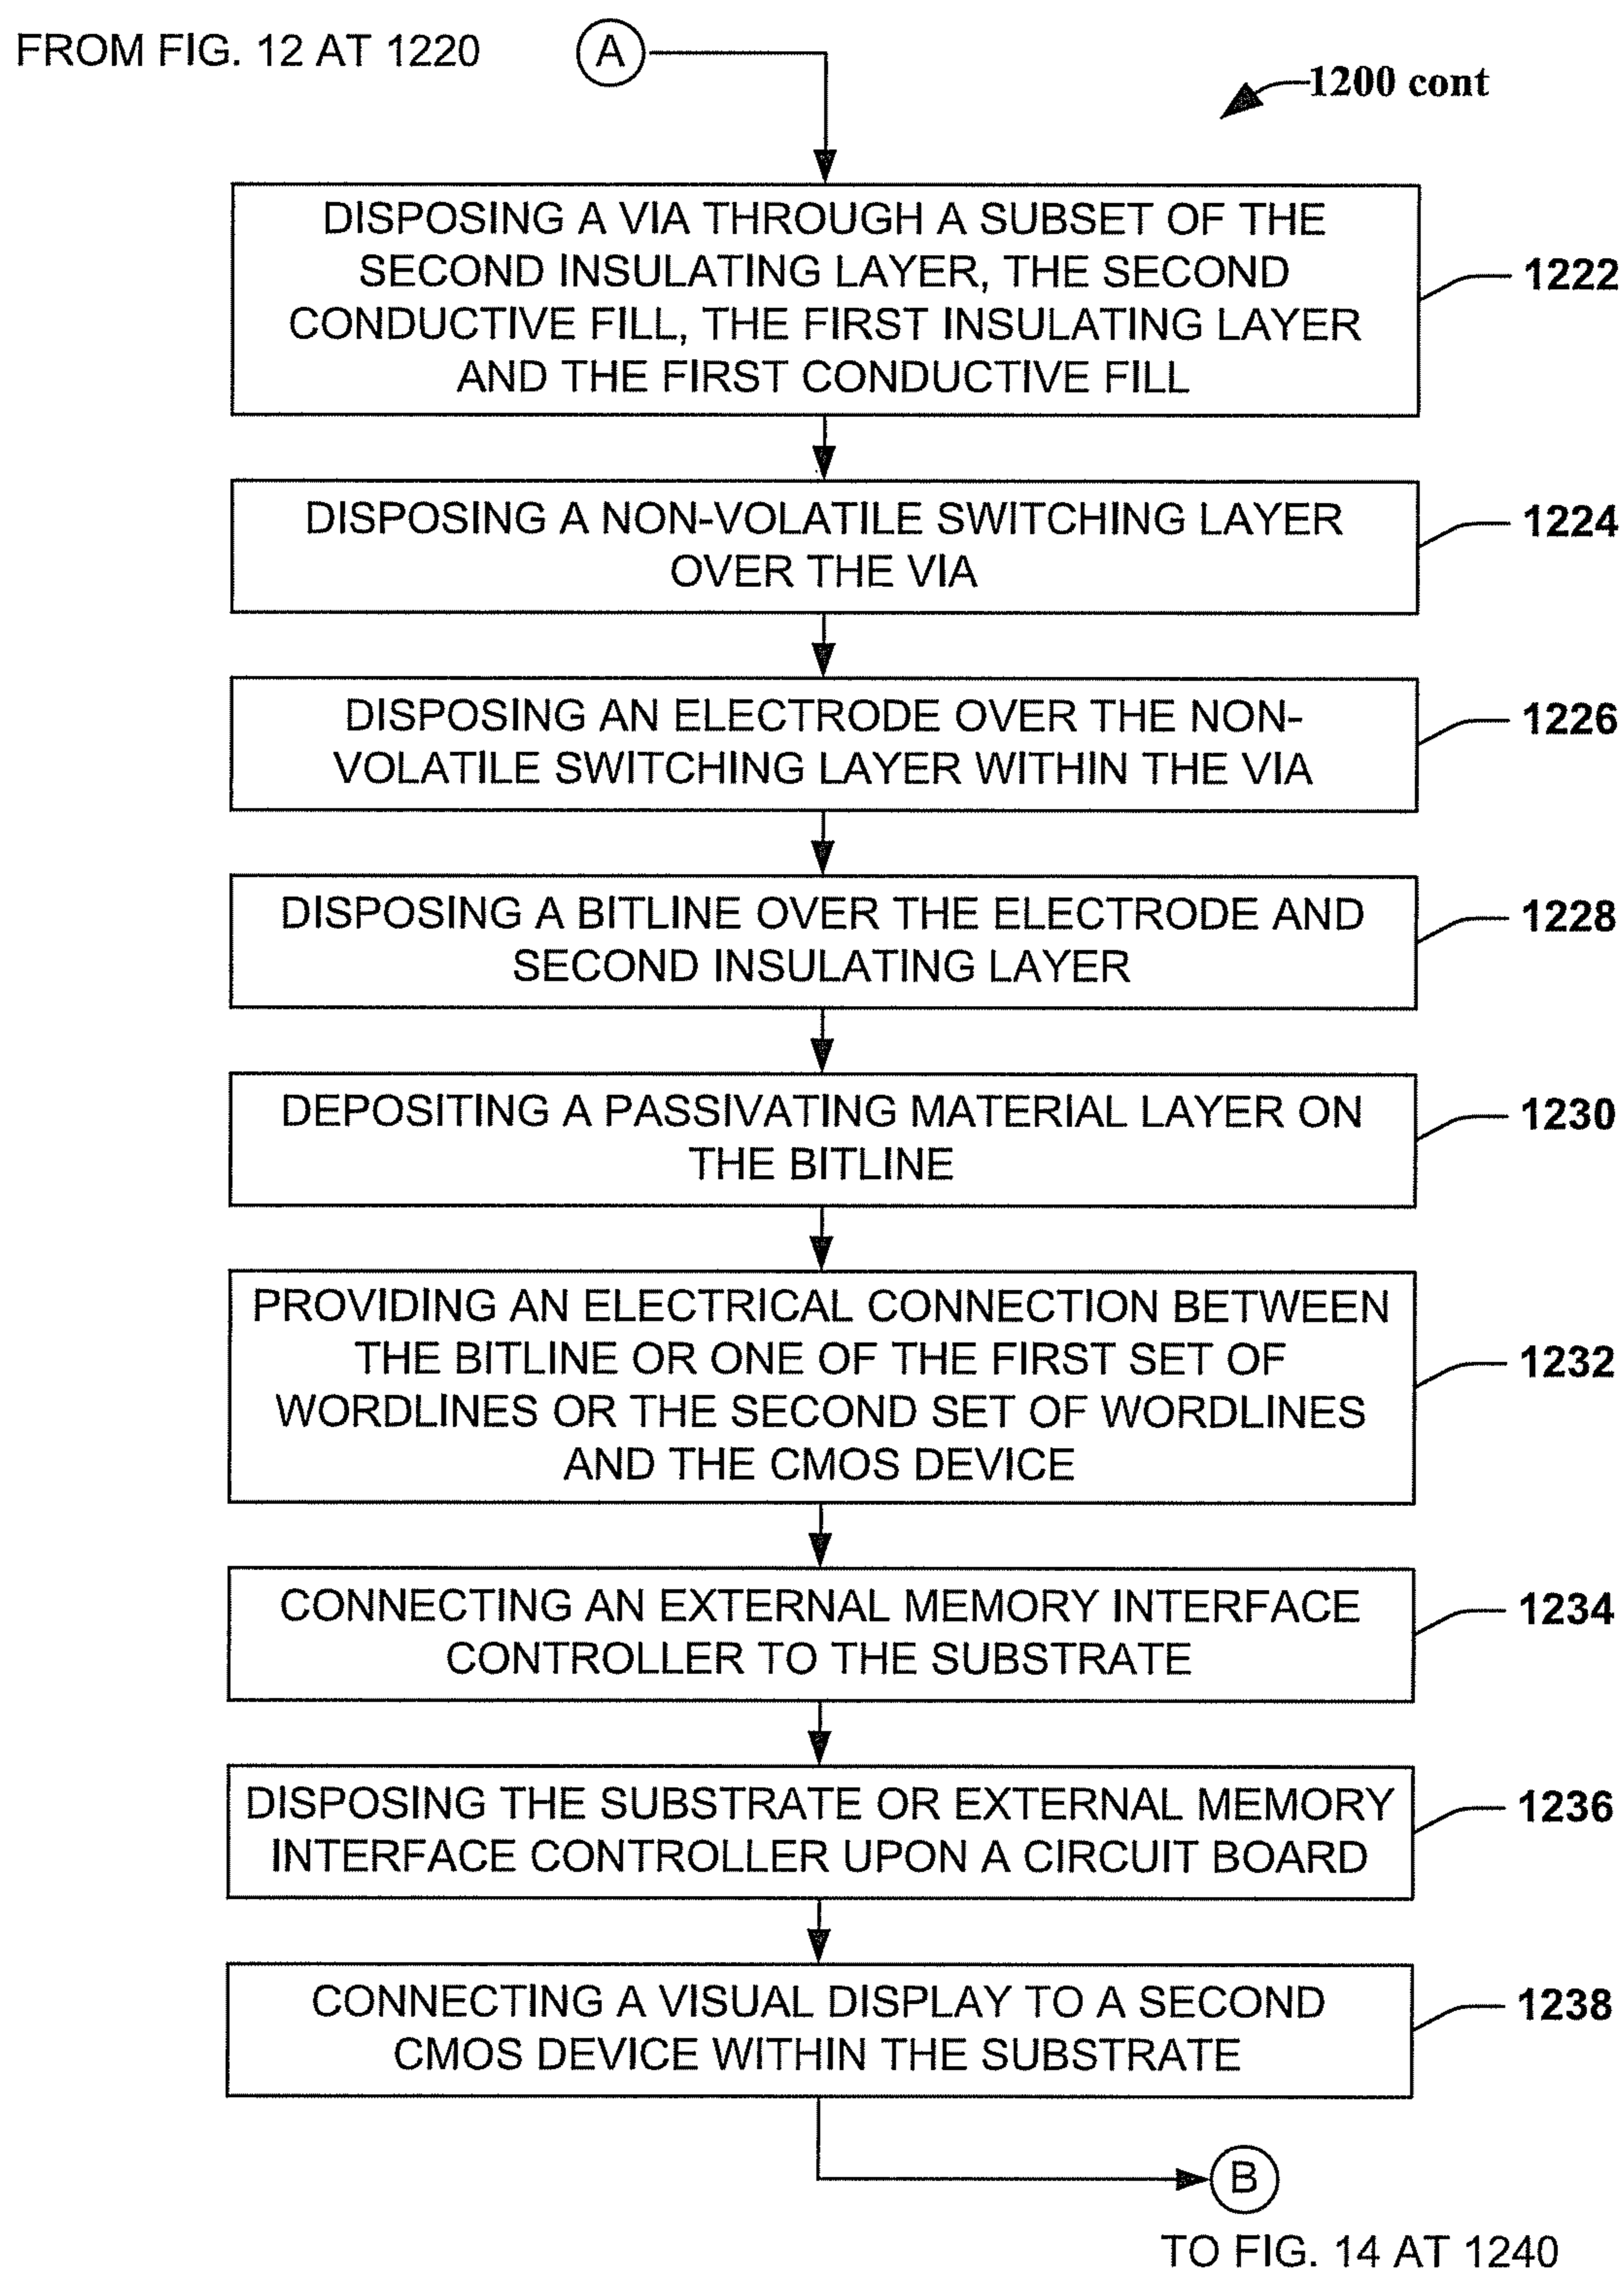 FROM FIG. 12 AT 1220
A
1200 cont
DISPOSING A VIA THROUGH A SUBSET OF THE
SECOND INSULATING LAYER, THE SECOND
CONDUCTIVE FILL, THE FIRST INSULATING LAYER
AND THE FIRST CONDUCTIVE FILL
1222
DISPOSING A NON-VOLATILE SWITCHING LAYER
OVER THE VIA
1224
DISPOSING AN ELECTRODE OVER THE NON-
VOLATILE SWITCHING LAYER WITHIN THE VIA
1226
DISPOSING A BITLINE OVER THE ELECTRODE AND
SECOND INSULATING LAYER
1228
DEPOSITING A PASSIVATING MATERIAL LAYER ON
THE BITLINE
1230
PROVIDING AN ELECTRICAL CONNECTION BETWEEN
THE BITLINE OR ONE OF THE FIRST SET OF
WORDLINES OR THE SECOND SET OF WORDLINES
AND THE CMOS DEVICE
1232
CONNECTING AN EXTERNAL MEMORY INTERFACE
CONTROLLER TO THE SUBSTRATE
1234
DISPOSING THE SUBSTRATE OR EXTERNAL MEMORY
INTERFACE CONTROLLER UPON A CIRCUIT BOARD
1236
CONNECTING A VISUAL DISPLAY TO A SECOND
CMOS DEVICE WITHIN THE SUBSTRATE
1238
B
TO FIG. 14 AT 1240